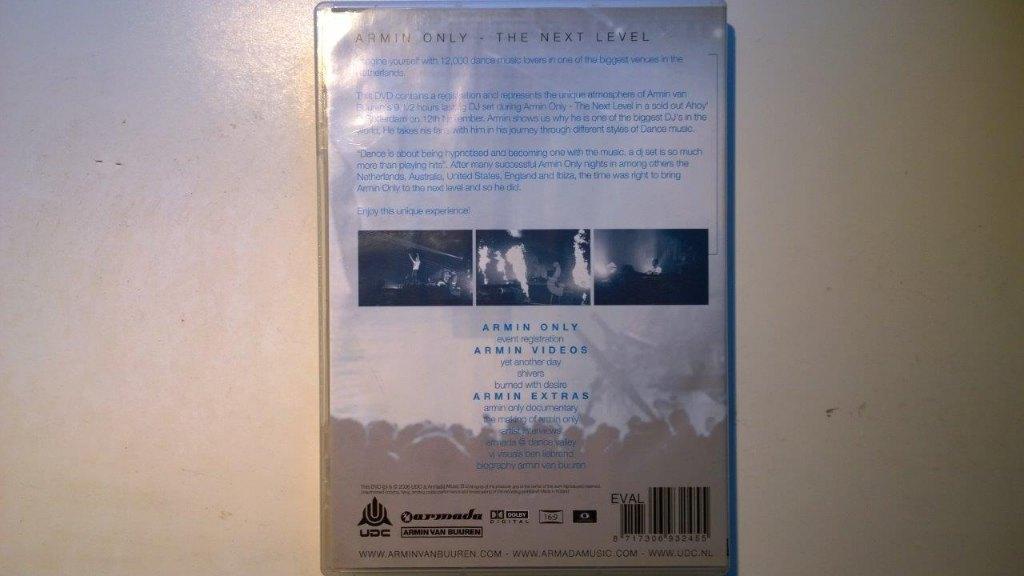 ARMIN ONLY - THE NEXT LEVEL
Imagine yourself with 12,000 dance music lovers in one of the biggest venues in the
Netherlands.
This DVD contains a registration and represents the unique atmosphere of Armin van
Buuren's 9 1/2 hours lasting DJ set during Armin Only - The Next Level in a sold out Ahoy'
Rotterdam on 12th November. Armin shows us why he is one of the biggest DJ's in the
world. He takes his fans with him in his journey through different styles of Dance music.
"Dance is about being hypnotized and becoming one with the music, a dj set is so much
more than playing hits". After many successful Armin Only nights in among others the
Netherlands, Australia, United States, England and Ibiza, the time was right to bring
Armin Only to the next level and so he did.
Enjoy this unique experience!
ARMIN ONLY
event registration
ARMIN VIDEOS
yet another day
shivers
burned with desire
ARMIN EXTRAS
armin only documentary
the making of armin only
artist interviews
armada @ dance valley
vj visuals ben liebrand
biography armin van buuren
This DVD (p) & © 2006 UDC & Armada Music
UDC
armada
ARMIN VAN BUUREN
DOLBY
DIGITAL
16:9
0
EVAL
8 717306 932455
WWW.ARMINVANBUUREN.COM - WWW.ARMADAMUSIC.COM - WWW.UDC.NL